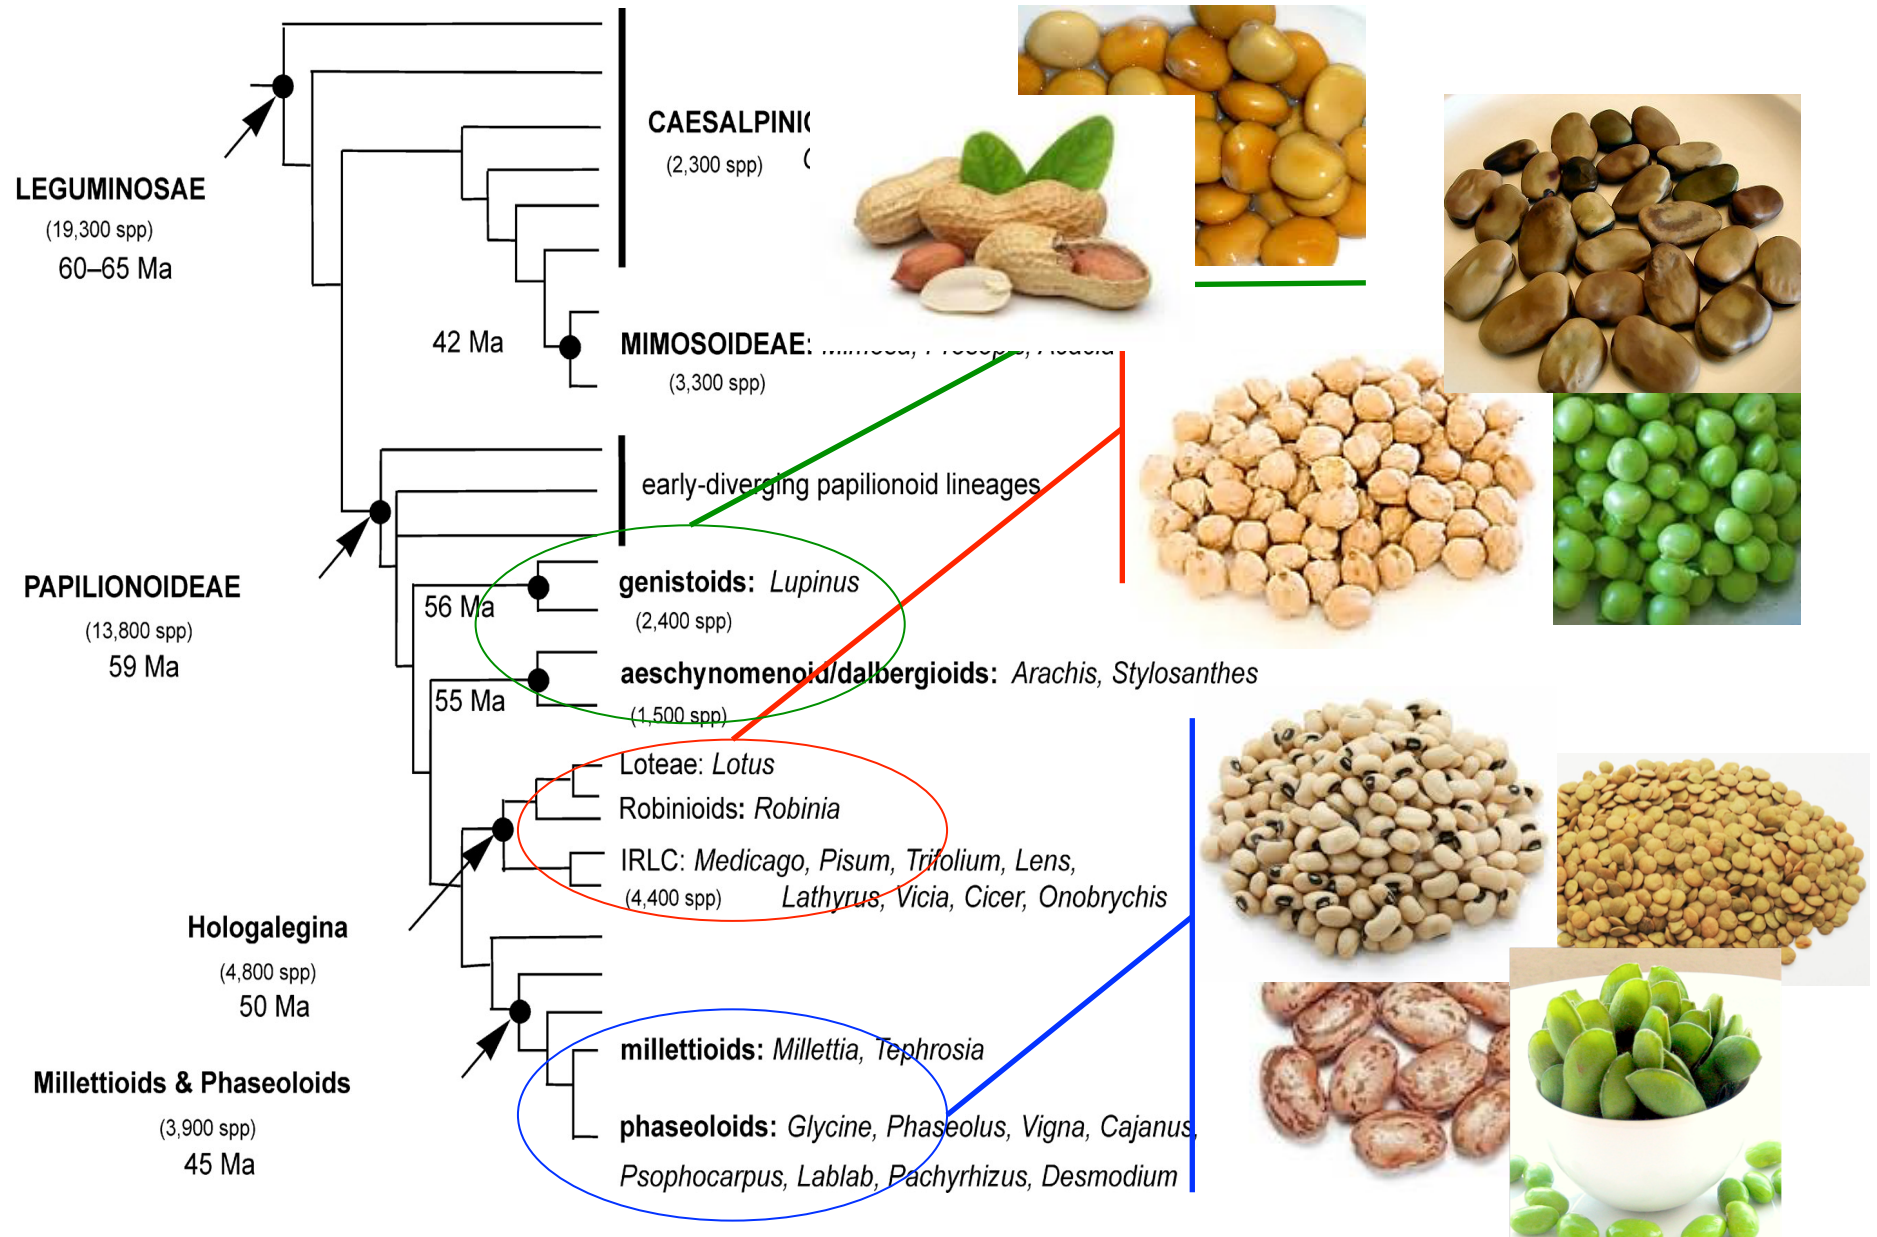 CAESALPINI
(2,300 spp)
LEGUMINOSAE
(19,300 spp)
60–65 Ma
42 Ma
MIMOSOIDEAE: Mimosa, Prosopis, Acacia
(3,300 spp)
early-diverging papilionoid lineages
PAPILIONOIDEAE
(13,800 spp)
59 Ma
56 Ma
genistoids: Lupinus
(2,400 spp)
55 Ma
aeschynomenoid/dalbergioids: Arachis, Stylosanthes
(1,500 spp)
Loteae: Lotus
Robinioids: Robinia
IRLC: Medicago, Pisum, Trifolium, Lens,
(4,400 spp) Lathyrus, Vicia, Cicer, Onobrychis
Hologalegina
(4,800 spp)
50 Ma
millettioids: Millettia, Tephrosia
Millettioids & Phaseoloids
(3,900 spp)
45 Ma
phaseoloids: Glycine, Phaseolus, Vigna, Cajanus,
Psophocarpus, Lablab, Pachyrhizus, Desmodium